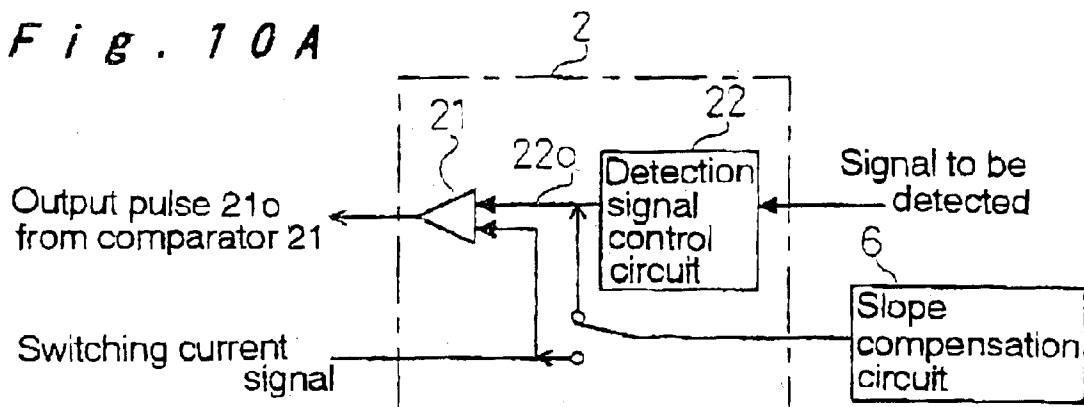 Fig. 10A
2
21
22o
22
Detection
signal
control
circuit
Signal to be
detected
Output pulse 21o
from comparator 21
6
Slope
compensation
circuit
Switching current
signal